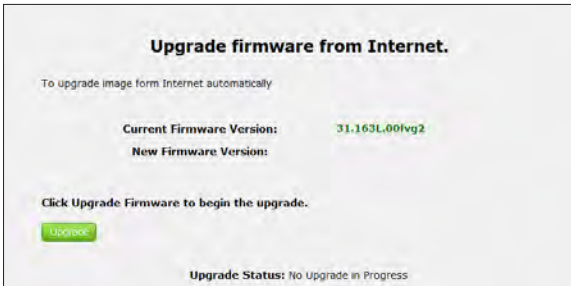 Upgrade firmware from Internet.
To upgrade image form Internet automatically
Current Firmware Version: 31.163L.00fvg2
New Firmware Version:
Click Upgrade Firmware to begin the upgrade.
Upgrade
Upgrade Status: No Upgrade in Progress